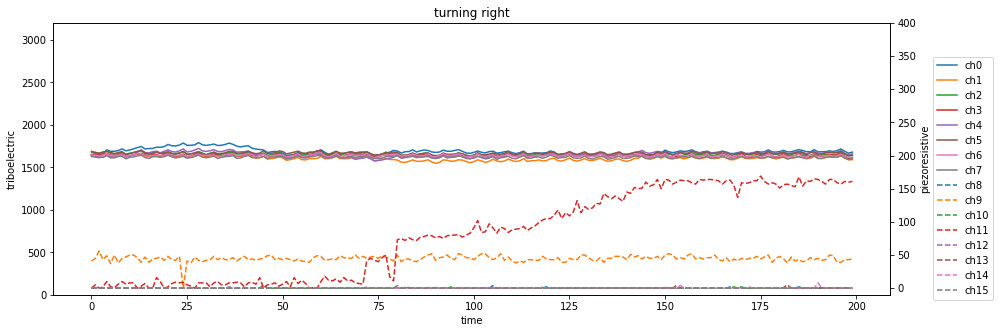 turning right
triboelectric
3000
2500
2000
1500
1000
500
0
0
25
50
75
100
125
150
175
200
time
piezoresistive
400
350
300
250
200
150
100
50
0
ch0
ch1
ch2
ch3
ch4
ch5
ch6
ch7
ch8
ch9
ch10
ch11
ch12
ch13
ch14
ch15